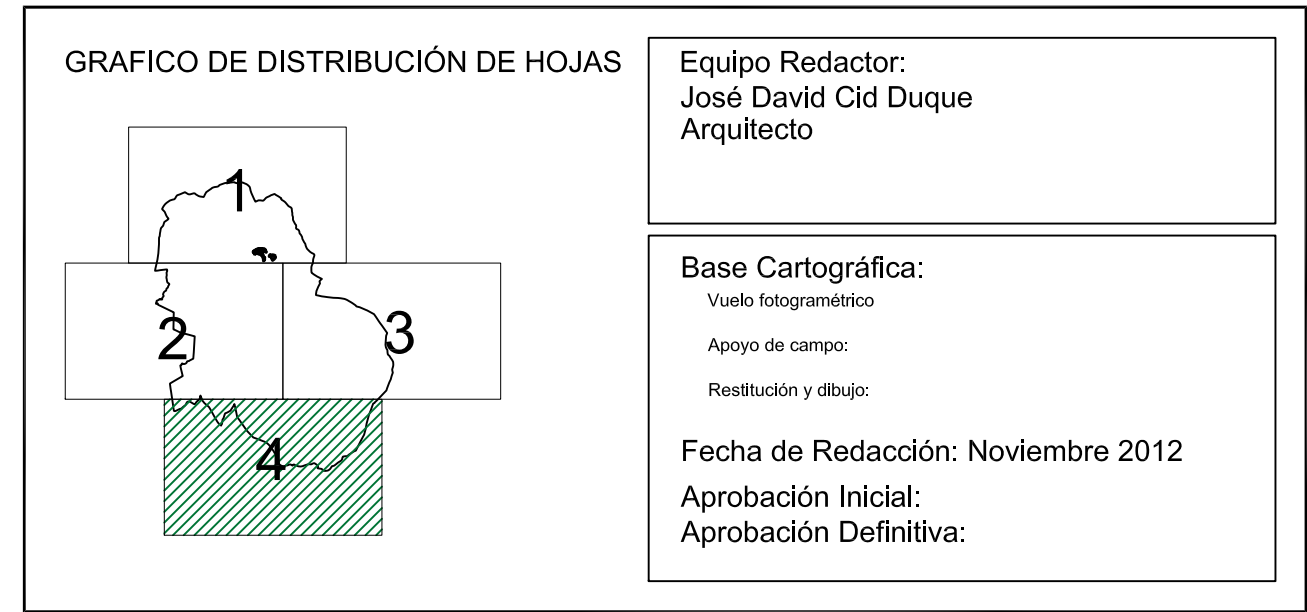 GRAFICO DE DISTRIBUCIÓN DE HOJAS
1
2
3
4
Equipo Redactor:
José David Cid Duque
Arquitecto
Base Cartográfica:
Vuelo fotogramétrico
Apoyo de campo:
Restitución y dibujo:
Fecha de Redacción: Noviembre 2012
Aprobación Inicial:
Aprobación Definitiva: